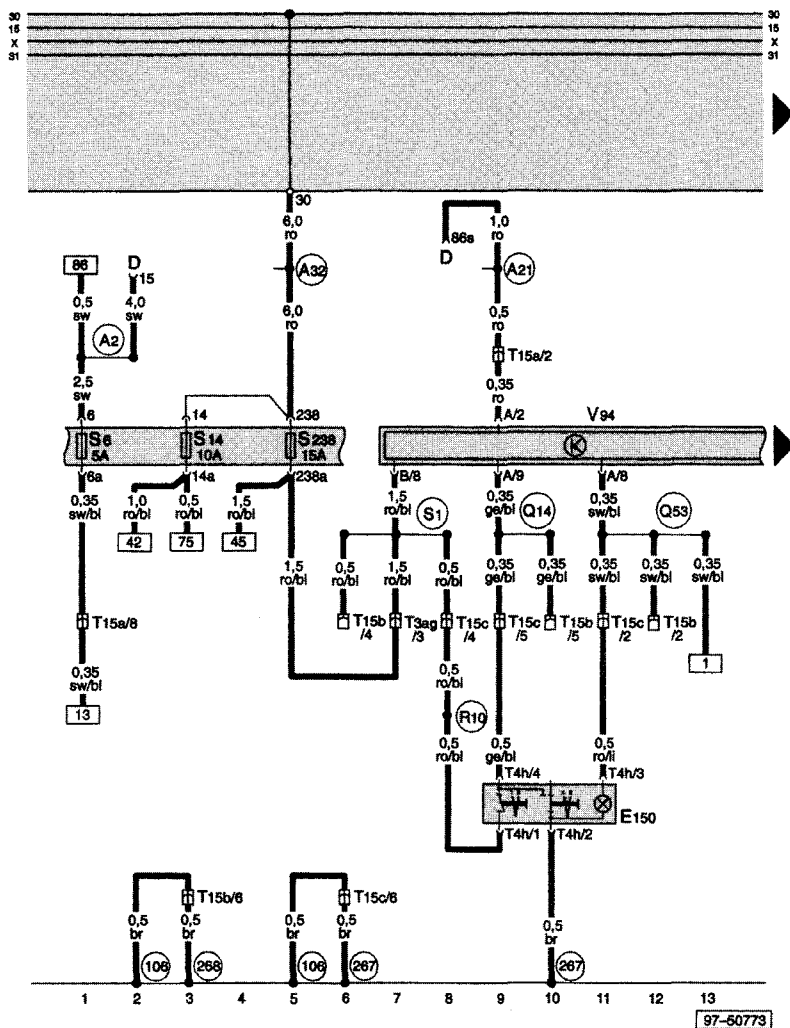 30 30
15 15
X X
31 31
30
6,0 ro
1,0 ro
86s
D
A32
A21
86
D
15
0,5 sw
4,0 sw
6,0 ro
0,5 ro
A2
T15a/2
2,5 sw
0,35 ro
6 14 238 A/2 V94
S6 5A
S14 10A
S238 15A
K
6a 14a 238a B/8 A/9 A/8
0,35 sw/bl
1,0 ro/bl
0,5 ro/bl
1,5 ro/bl
1,5 ro/bl
S1
0,35 ge/bl
Q14
0,35 sw/bl
Q53
42 75 45
1,5 ro/bl
0,5 ro/bl
1,5 ro/bl
0,5 ro/bl
0,35 ge/bl
0,35 ge/bl
0,35 sw/bl
0,35 sw/bl
0,35 sw/bl
T15a/8
T15b/4
T3ag/3
T15c/4
T15c/5
T15b/5
T15c/2
T15b/2
1
0,35 sw/bl
0,5 ro/bl
13
R10
0,5 ro/bl
0,5 ge/bl
0,5 ro/li
T4h/4 T4h/3
E150
T4h/1 T4h/2
T15b/6 T15c/6
0,5 br
0,5 br
0,5 br
0,5 br
0,5 br
106 268 106 267 267
1 2 3 4 5 6 7 8 9 10 11 12 13
97-50773